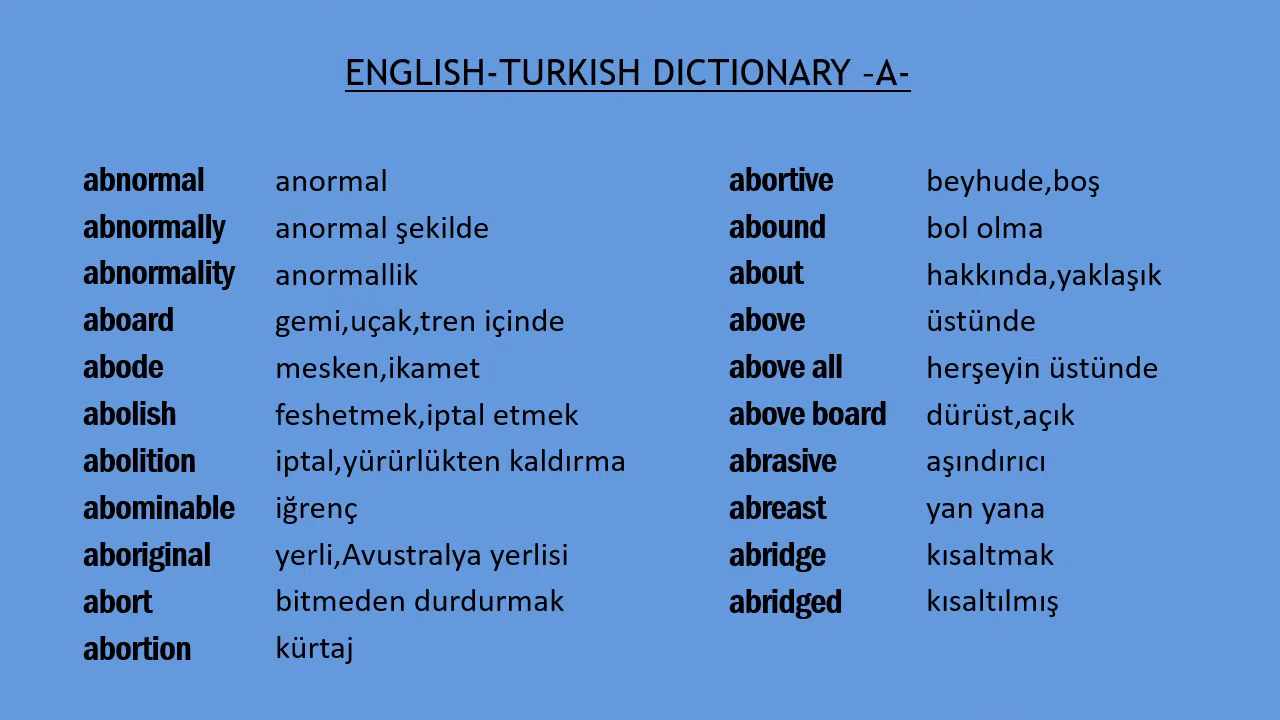 ENGLISH-TURKISH DICTIONARY –A-
abnormal anormal
abnormally anormal şekilde
abnormality anormallik
aboard gemi,uçak,tren içinde
abode mesken,ikamet
abolish feshetmek,iptal etmek
abolition iptal,yürürlükten kaldırma
abominable iğrenç
aboriginal yerli,Avustralya yerlisi
abort bitmeden durdurmak
abortion kürtaj
abortive beyhude,boş
abound bol olma
about hakkında,yaklaşık
above üstünde
above all herşeyin üstünde
above board dürüst,açık
abrasive aşındırıcı
abreast yan yana
abridge kısaltmak
abridged kısaltılmış